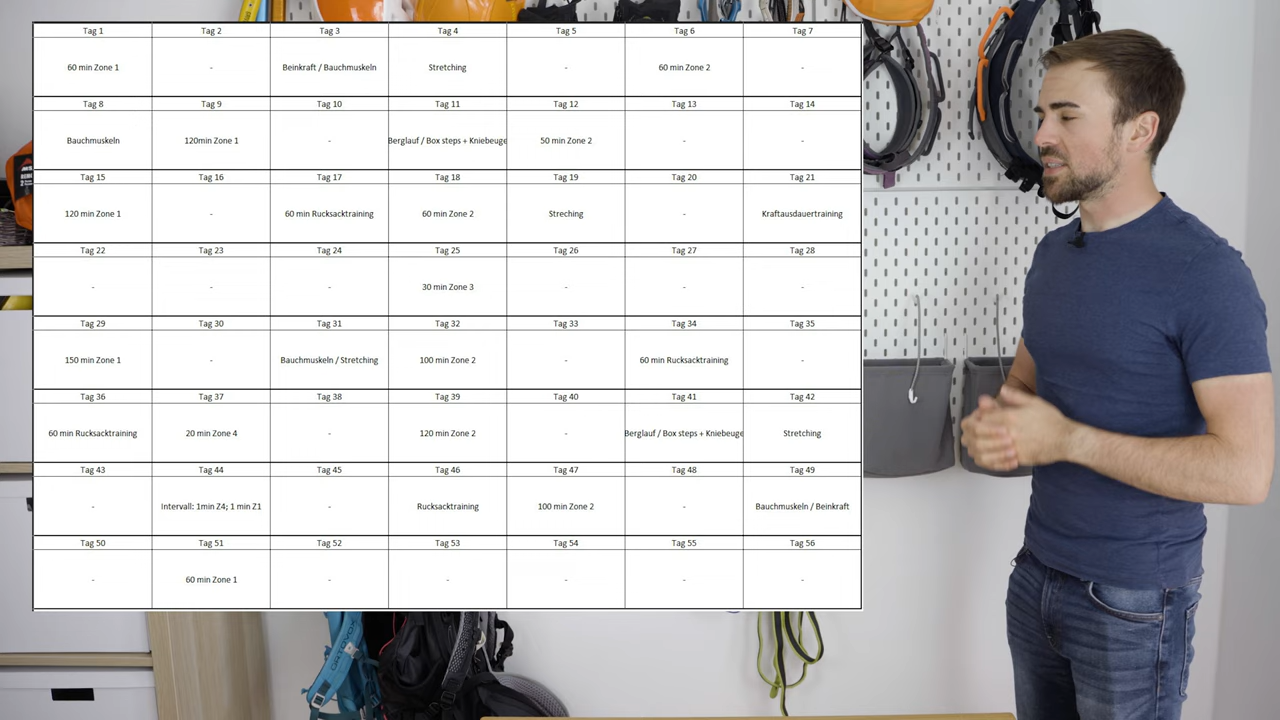 Tag 1 Tag 2 Tag 3 Tag 4 Tag 5 Tag 6 Tag 7
60 min Zone 1 - Beinkraft / Bauchmuskeln Stretching - 60 min Zone 2 -
Tag 8 Tag 9 Tag 10 Tag 11 Tag 12 Tag 13 Tag 14
Bauchmuskeln 120min Zone 1 - Berglauf / Box steps + Kniebeuge 50 min Zone 2 - -
Tag 15 Tag 16 Tag 17 Tag 18 Tag 19 Tag 20 Tag 21
120 min Zone 1 - 60 min Rucksacktraining 60 min Zone 2 Streching - Kraftausdauertraining
Tag 22 Tag 23 Tag 24 Tag 25 Tag 26 Tag 27 Tag 28
- - - 30 min Zone 3 - - -
Tag 29 Tag 30 Tag 31 Tag 32 Tag 33 Tag 34 Tag 35
150 min Zone 1 - Bauchmuskeln / Stretching 100 min Zone 2 - 60 min Rucksacktraining -
Tag 36 Tag 37 Tag 38 Tag 39 Tag 40 Tag 41 Tag 42
60 min Rucksacktraining 20 min Zone 4 - 120 min Zone 2 - Berglauf / Box steps + Kniebeuge Stretching
Tag 43 Tag 44 Tag 45 Tag 46 Tag 47 Tag 48 Tag 49
- Intervall: 1min Z4; 1 min Z1 - Rucksacktraining 100 min Zone 2 - Bauchmuskeln / Beinkraft
Tag 50 Tag 51 Tag 52 Tag 53 Tag 54 Tag 55 Tag 56
- 60 min Zone 1 - - - - -